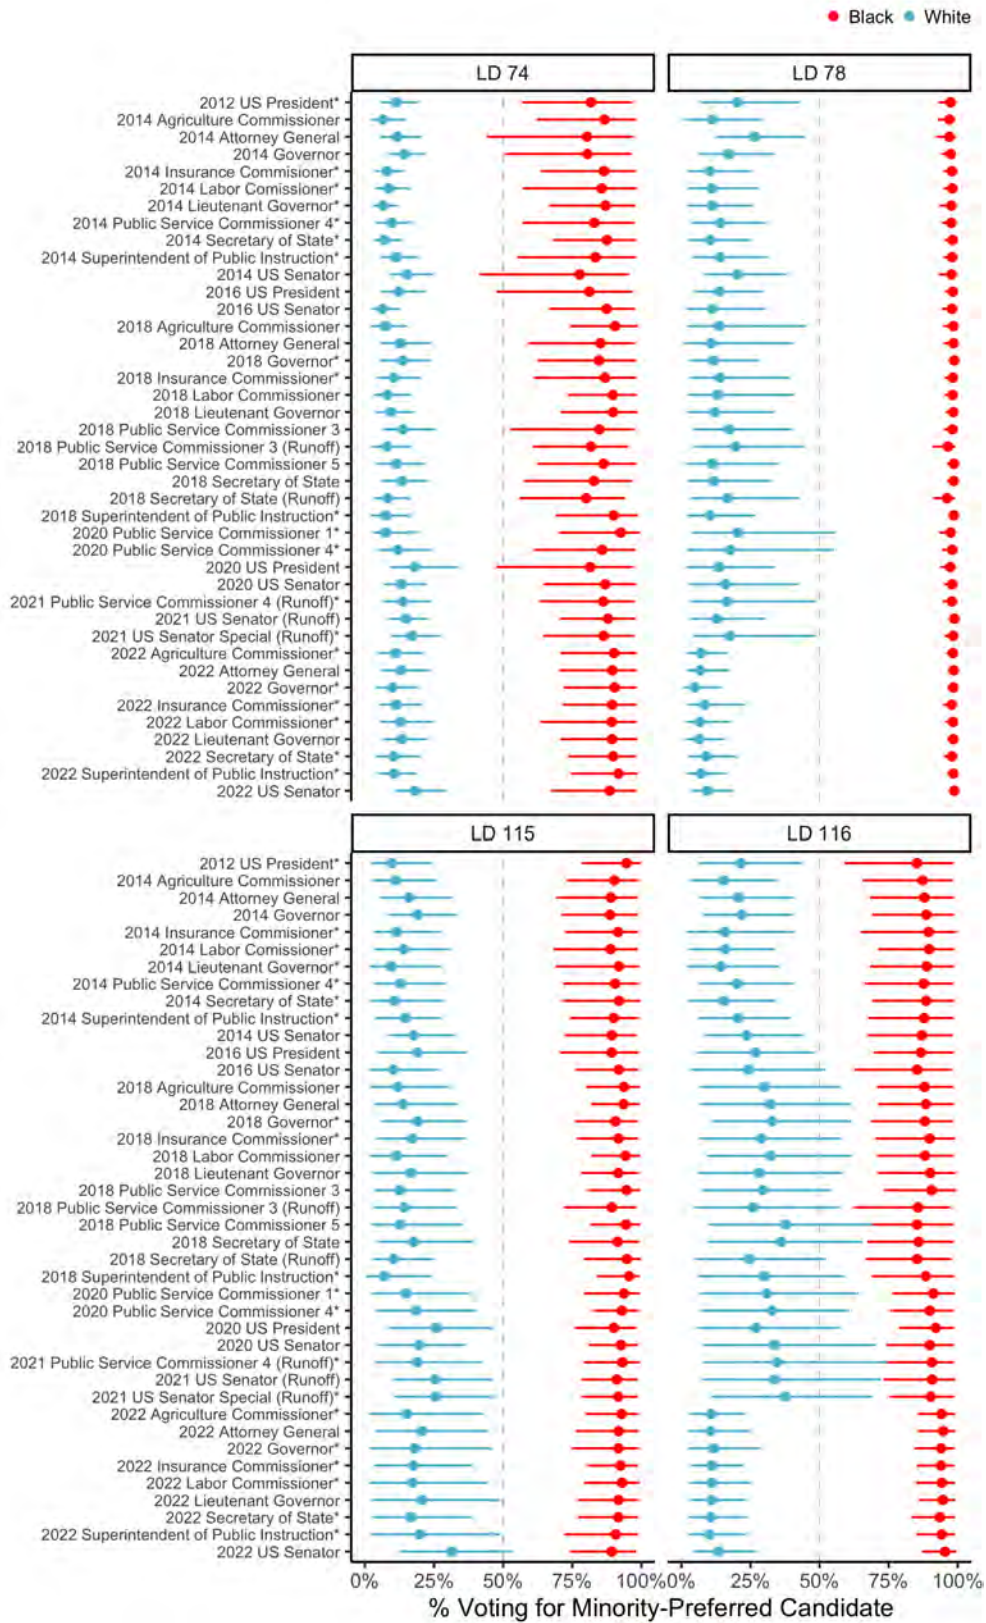 Black White
LD 74 LD 78
2012 US President*
2014 Agriculture Commissioner
2014 Attorney General
2014 Governor
2014 Insurance Commisioner*
2014 Labor Comissioner*
2014 Lieutenant Governor*
2014 Public Service Commissioner 4*
2014 Secretary of State*
2014 Superintendent of Public Instruction*
2014 US Senator
2016 US President
2016 US Senator
2018 Agriculture Commissioner
2018 Attorney General
2018 Governor*
2018 Insurance Commissioner*
2018 Labor Commissioner
2018 Lieutenant Governor
2018 Public Service Commissioner 3
2018 Public Service Commissioner 3 (Runoff)
2018 Public Service Commissioner 5
2018 Secretary of State
2018 Secretary of State (Runoff)
2018 Superintendent of Public Instruction*
2020 Public Service Commissioner 1*
2020 Public Service Commissioner 4*
2020 US President
2020 US Senator
2021 Public Service Commissioner 4 (Runoff)*
2021 US Senator (Runoff)
2021 US Senator Special (Runoff)*
2022 Agriculture Commissioner*
2022 Attorney General
2022 Governor*
2022 Insurance Commissioner*
2022 Labor Commissioner*
2022 Lieutenant Governor
2022 Secretary of State*
2022 Superintendent of Public Instruction*
2022 US Senator
LD 115 LD 116
2012 US President*
2014 Agriculture Commissioner
2014 Attorney General
2014 Governor
2014 Insurance Commisioner*
2014 Labor Comissioner*
2014 Lieutenant Governor*
2014 Public Service Commissioner 4*
2014 Secretary of State*
2014 Superintendent of Public Instruction*
2014 US Senator
2016 US President
2016 US Senator
2018 Agriculture Commissioner
2018 Attorney General
2018 Governor*
2018 Insurance Commissioner*
2018 Labor Commissioner
2018 Lieutenant Governor
2018 Public Service Commissioner 3
2018 Public Service Commissioner 3 (Runoff)
2018 Public Service Commissioner 5
2018 Secretary of State
2018 Secretary of State (Runoff)
2018 Superintendent of Public Instruction*
2020 Public Service Commissioner 1*
2020 Public Service Commissioner 4*
2020 US President
2020 US Senator
2021 Public Service Commissioner 4 (Runoff)*
2021 US Senator (Runoff)
2021 US Senator Special (Runoff)*
2022 Agriculture Commissioner*
2022 Attorney General
2022 Governor*
2022 Insurance Commissioner*
2022 Labor Commissioner*
2022 Lieutenant Governor
2022 Secretary of State*
2022 Superintendent of Public Instruction*
2022 US Senator
0% 25% 50% 75% 100% 0% 25% 50% 75% 100%
% Voting for Minority-Preferred Candidate